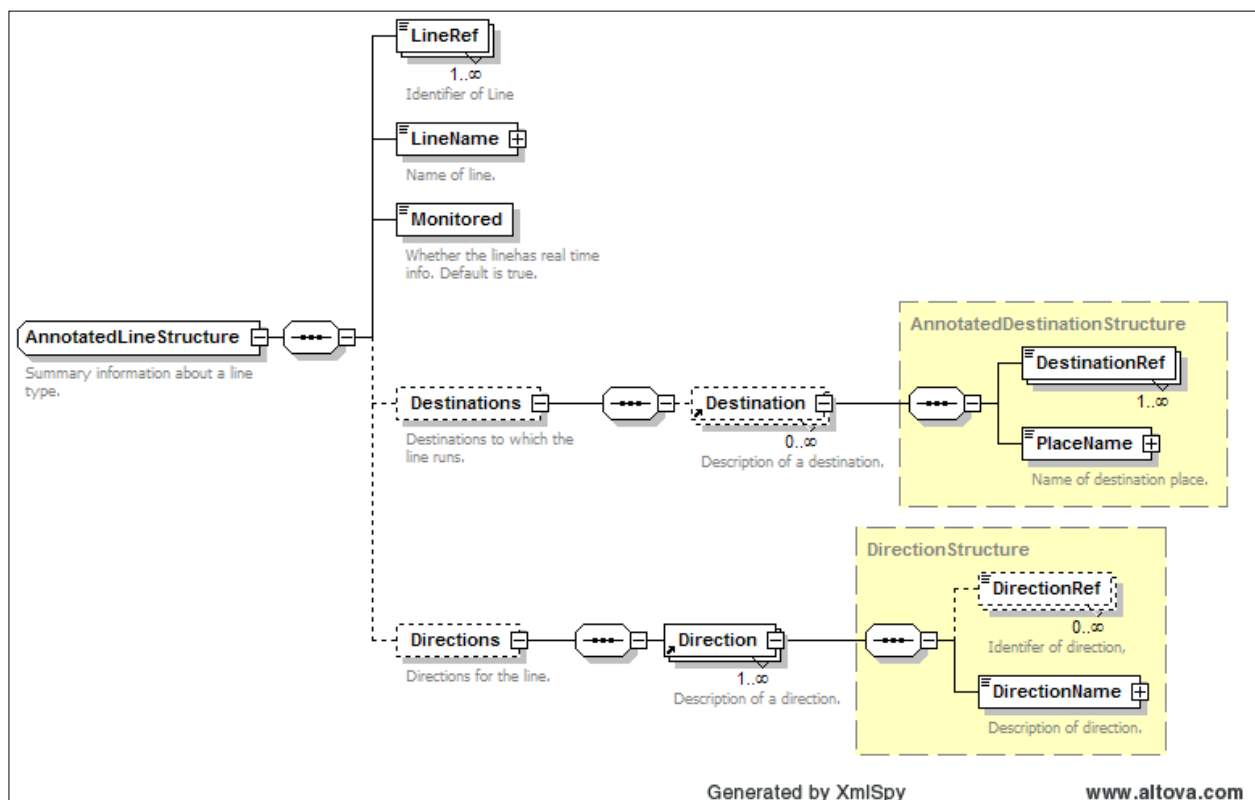 LineRef
1..∞
Identifier of Line
LineName
Name of line.
Monitored
Whether the linehas real time
info. Default is true.
AnnotatedLineStructure
Summary information about a line
type.
Destinations
Destinations to which the
line runs.
Destination
0..∞
Description of a destination.
AnnotatedDestinationStructure
DestinationRef
1..∞
PlaceName
Name of destination place.
Directions
Directions for the line.
Direction
1..∞
Description of a direction.
DirectionStructure
DirectionRef
0..∞
Identifer of direction,
DirectionName
Description of direction.
Generated by XmlSpy
www.altova.com